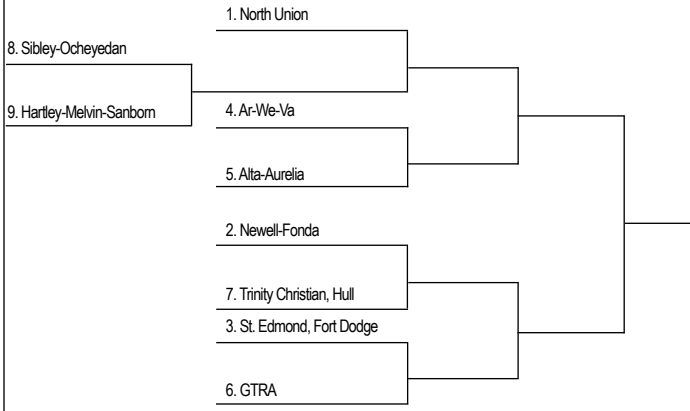 1. North Union
8. Sibley-Ocheyedan
9. Hartley-Melvin-Sanborn
4. Ar-We-Va
5. Alta-Aurelia
2. Newell-Fonda
7. Trinity Christian, Hull
3. St. Edmond, Fort Dodge
6. GTRA